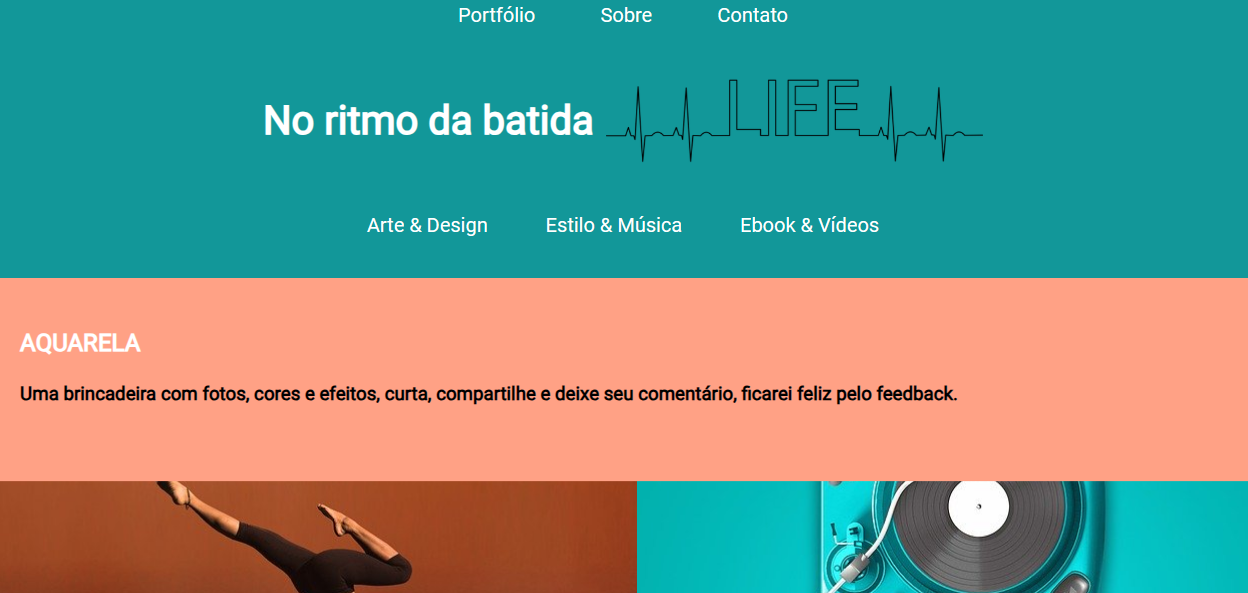 Portfólio Sobre Contato
No ritmo da batida LIFE
Arte & Design Estilo & Música Ebook & Vídeos
AQUARELA
Uma brincadeira com fotos, cores e efeitos, curta, compartilhe e deixe seu comentário, ficarei feliz pelo feedback.